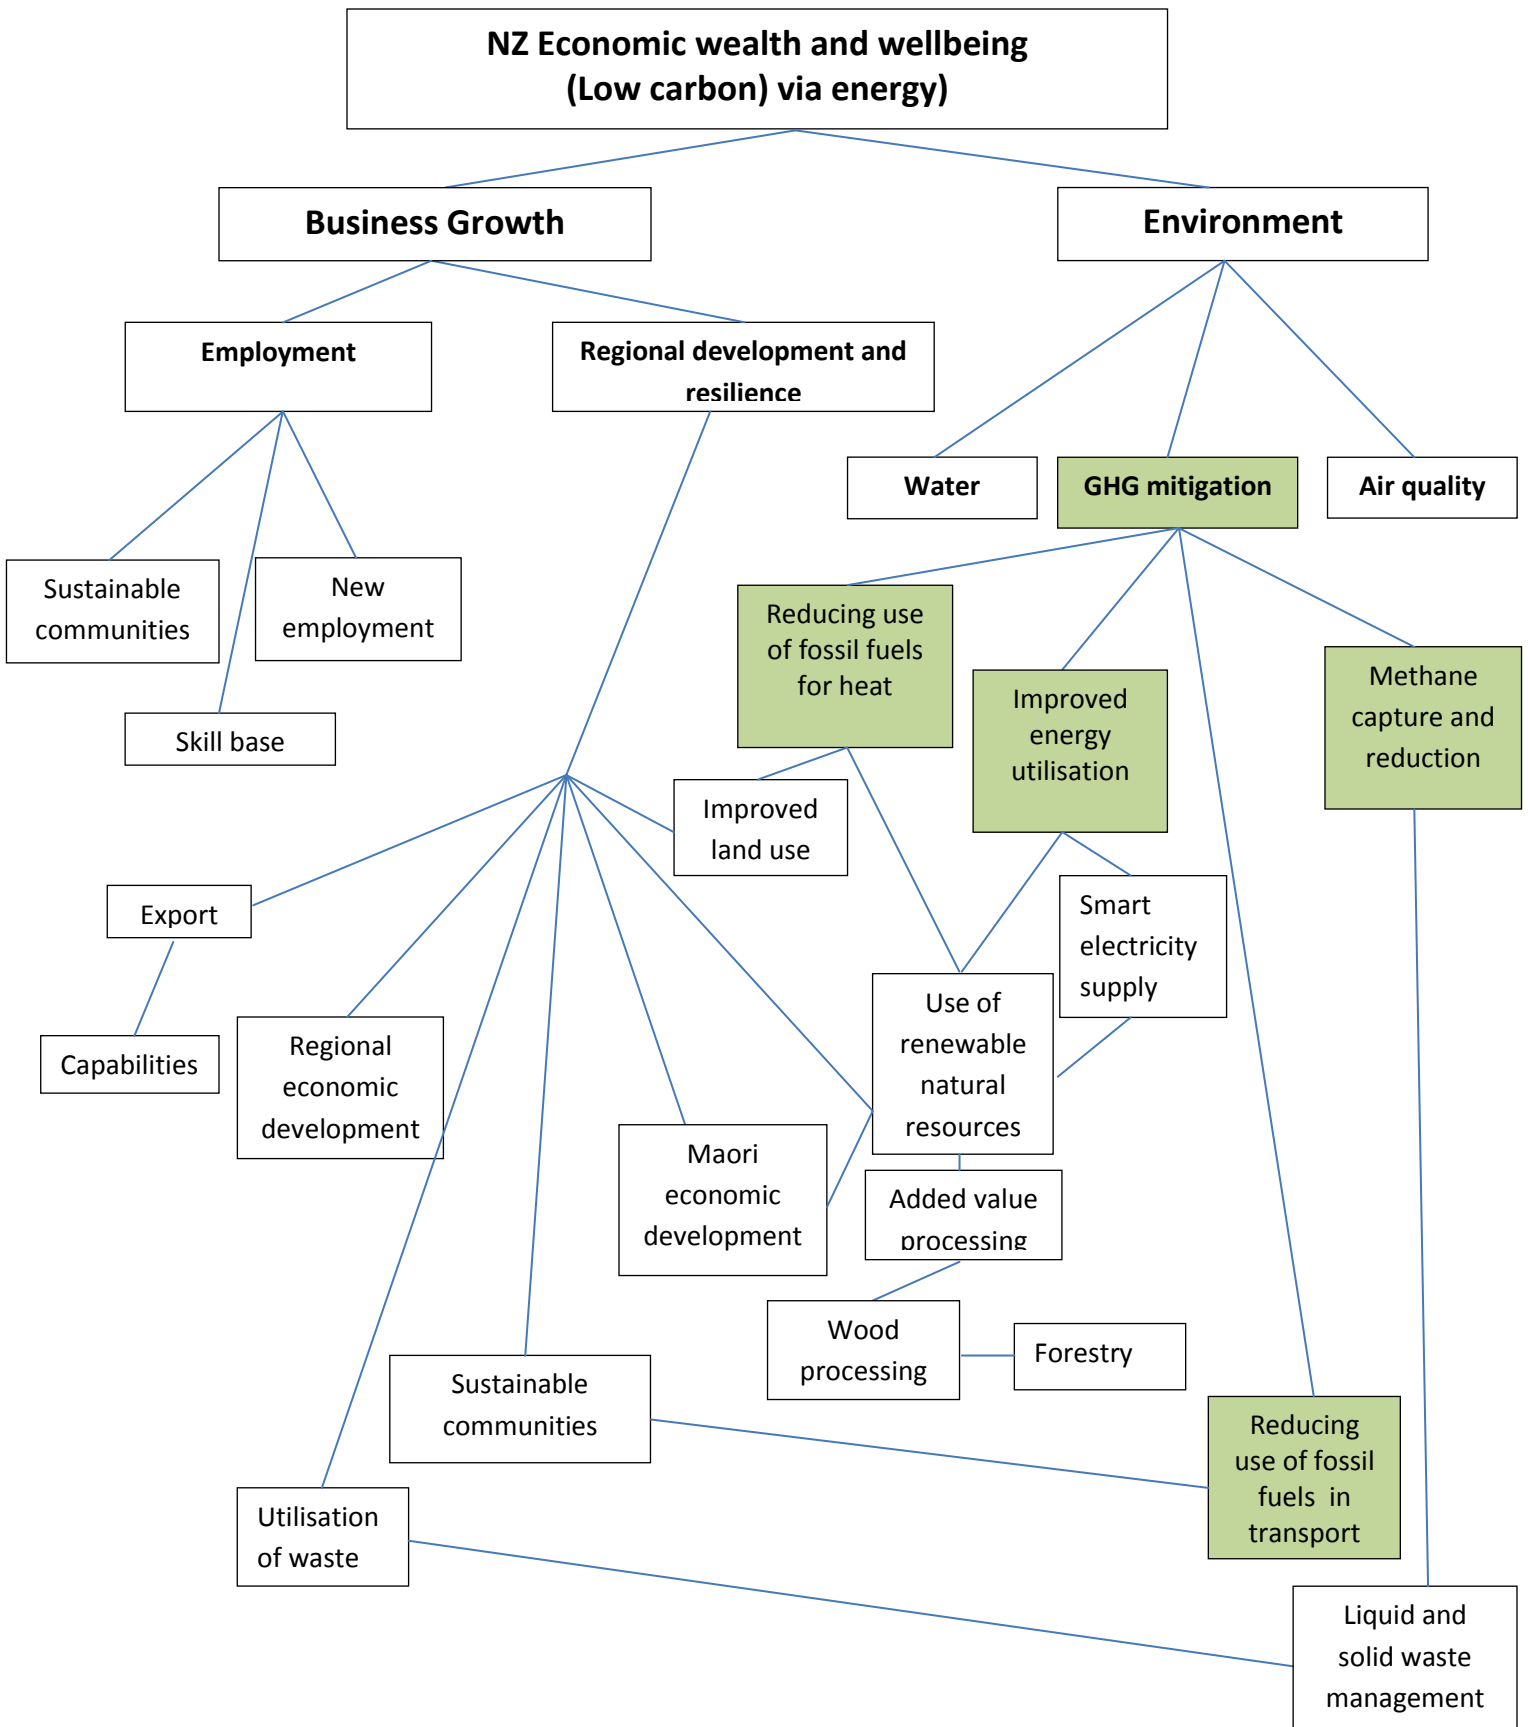 NZ Economic wealth and wellbeing
(Low carbon) via energy)
Business Growth
Environment
Employment
Regional development and
resilience
Water
GHG mitigation
Air quality
Sustainable
communities
New
employment
Skill base
Reducing use
of fossil fuels
for heat
Improved
energy
utilisation
Methane
capture and
reduction
Improved
land use
Export
Smart
electricity
supply
Capabilities
Regional
economic
development
Use of
renewable
natural
resources
Maori
economic
development
Added value
processing
Wood
processing
Forestry
Sustainable
communities
Reducing
use of fossil
fuels in
transport
Utilisation
of waste
Liquid and
solid waste
management